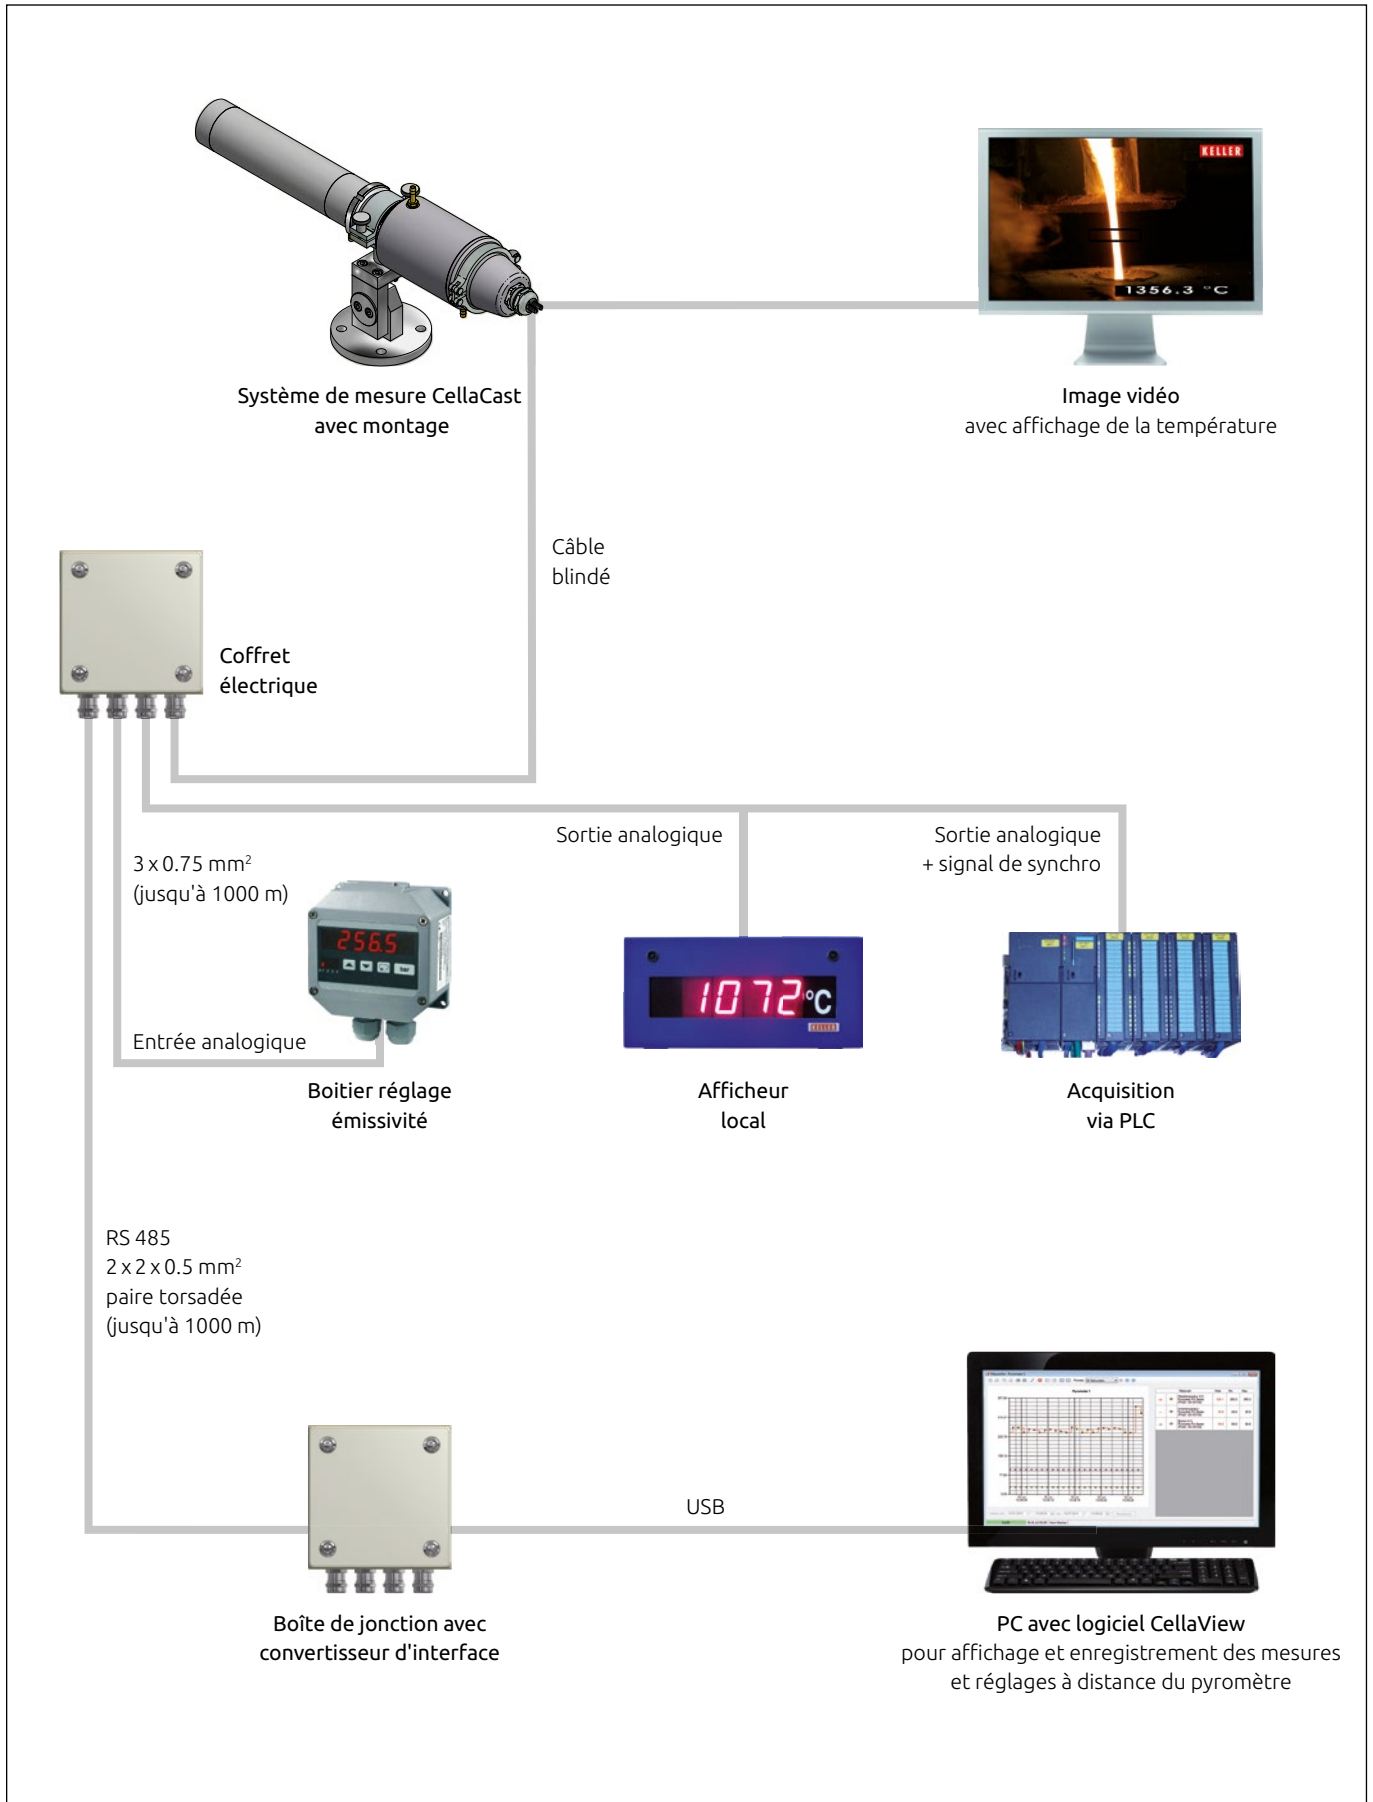 KELLER
1356.3 °C
Système de mesure CellaCast
avec montage
Image vidéo
avec affichage de la température
Câble
blindé
Coffret
électrique
Sortie analogique
Sortie analogique
+ signal de synchro
3 x 0.75 mm²
(jusqu'à 1000 m)
256.5
bar
1072 °C
KELLER
Entrée analogique
Boitier réglage
émissivité
Afficheur
local
Acquisition
via PLC
RS 485
2 x 2 x 0.5 mm²
paire torsadée
(jusqu'à 1000 m)
USB
Boîte de jonction avec
convertisseur d'interface
PC avec logiciel CellaView
pour affichage et enregistrement des mesures
et réglages à distance du pyromètre